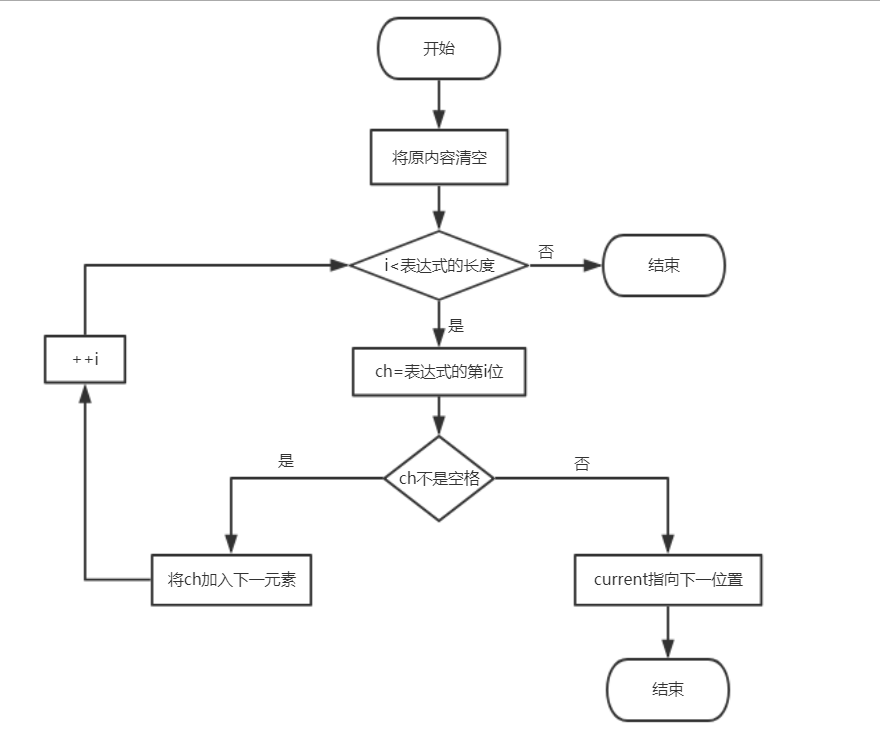 开始
将原内容清空
i<表达式的长度
否
结束
是
++i
ch=表达式的第i位
ch不是空格
是
否
将ch加入下一元素
current指向下一位置
结束